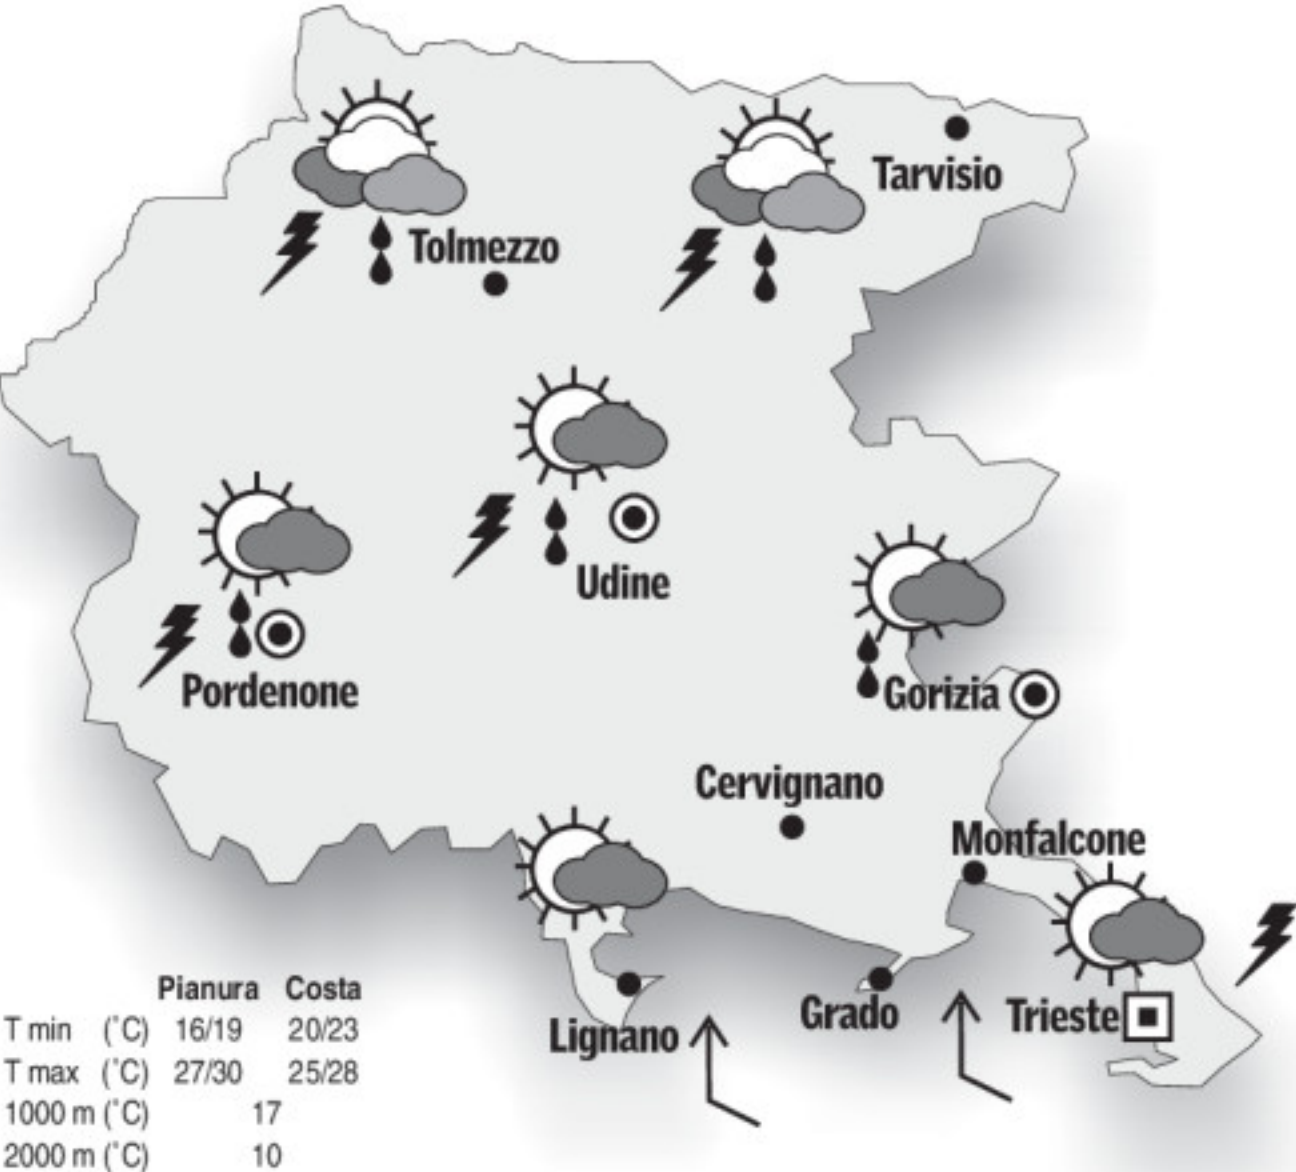 Tarvisio
Tolmezzo
Udine
Pordenone
Gorizia
Cervignano
Monfalcone
Grado
Trieste
Lignano
Pianura Costa
T min (°C) 16/19 20/23
T max (°C) 27/30 25/28
1000 m (°C) 17
2000 m (°C) 10